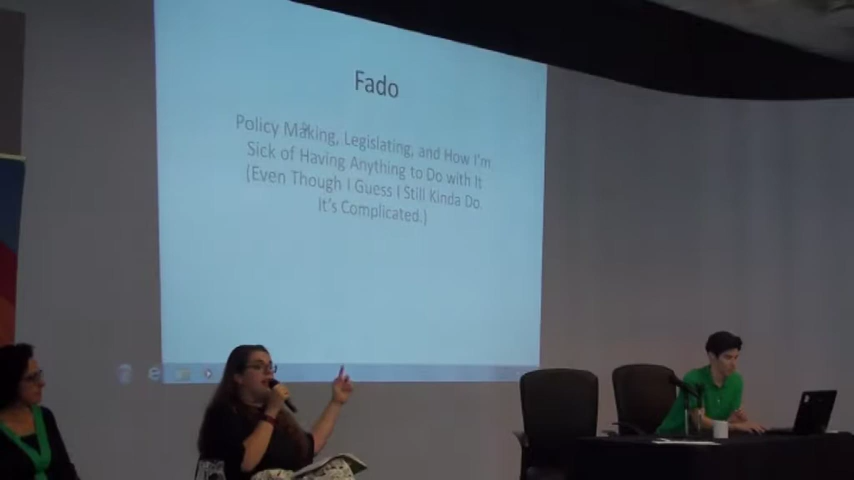 Fado
Policy Making, Legislating, and How I'm
Sick of Having Anything to Do with It
(Even Though I Guess I Still Kinda Do.
It's Complicated.)